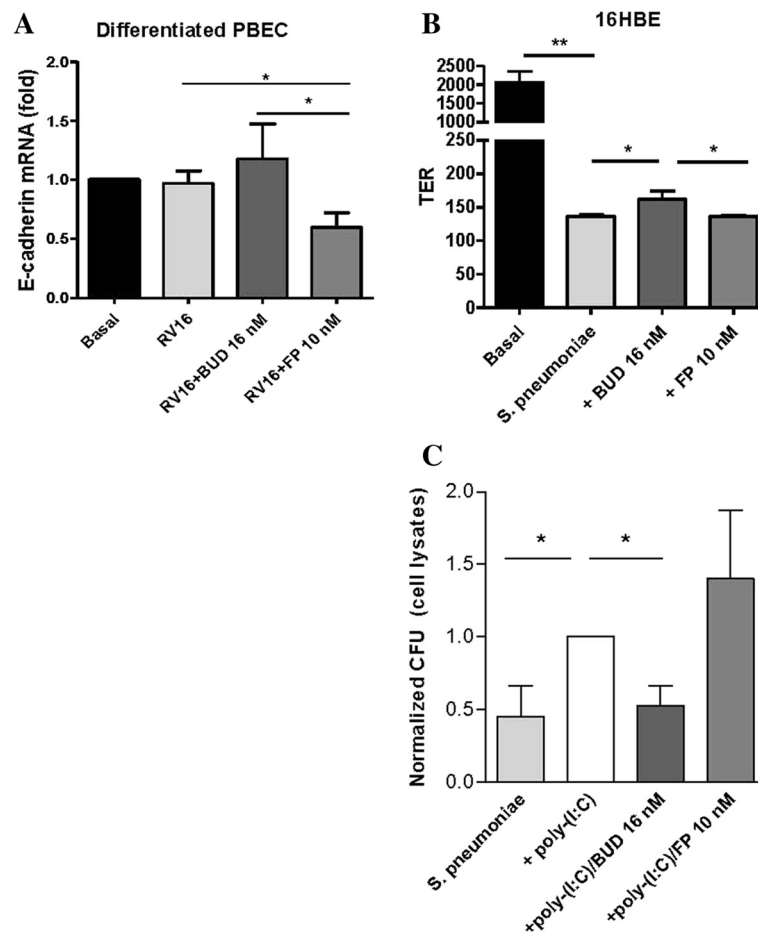 A
Differentiated PBEC
E-cadherin mRNA (fold)
2.0
1.5
1.0
0.5
0.0
*
*
Basal
RV16
RV16+BUD 16 nM
RV16+FP 10 nM
B
16HBE
TER
2500
2000
1500
1000
250
200
150
100
50
0
**
*
*
Basal
S. pneumoniae
+ BUD 16 nM
+ FP 10 nM
C
Normalized CFU (cell lysates)
2.0
1.5
1.0
0.5
0.0
*
*
S. pneumoniae
+ poly-(I:C)
+poly-(I:C)/BUD 16 nM
+poly-(I:C)/FP 10 nM